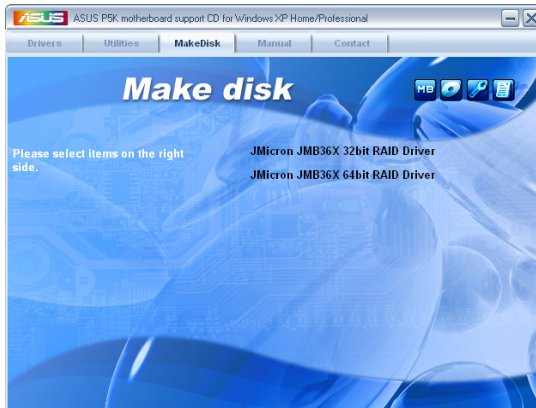 ASUS ASUS P5K motherboard support CD for Windows XP Home/Professional
Drivers Utilities MakeDisk Manual Contact
Make disk
MB
Please select items on the right
side.
JMicron JMB36X 32bit RAID Driver
JMicron JMB36X 64bit RAID Driver